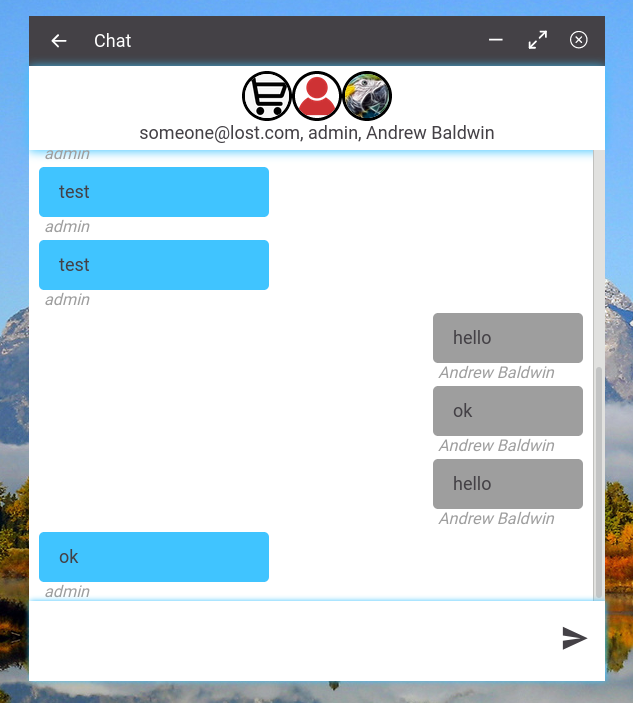 Chat
someone@lost.com, admin, Andrew Baldwin
admin
test
admin
test
admin
hello
Andrew Baldwin
ok
Andrew Baldwin
hello
Andrew Baldwin
ok
admin